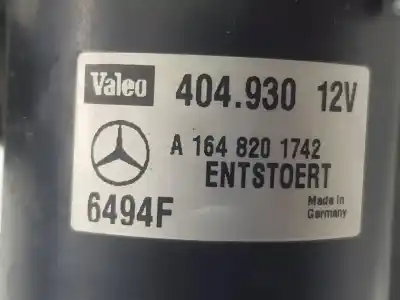 Valeo 404.930 12V
A 164 820 1742
ENTSTOERT
6494F Made in
Germany